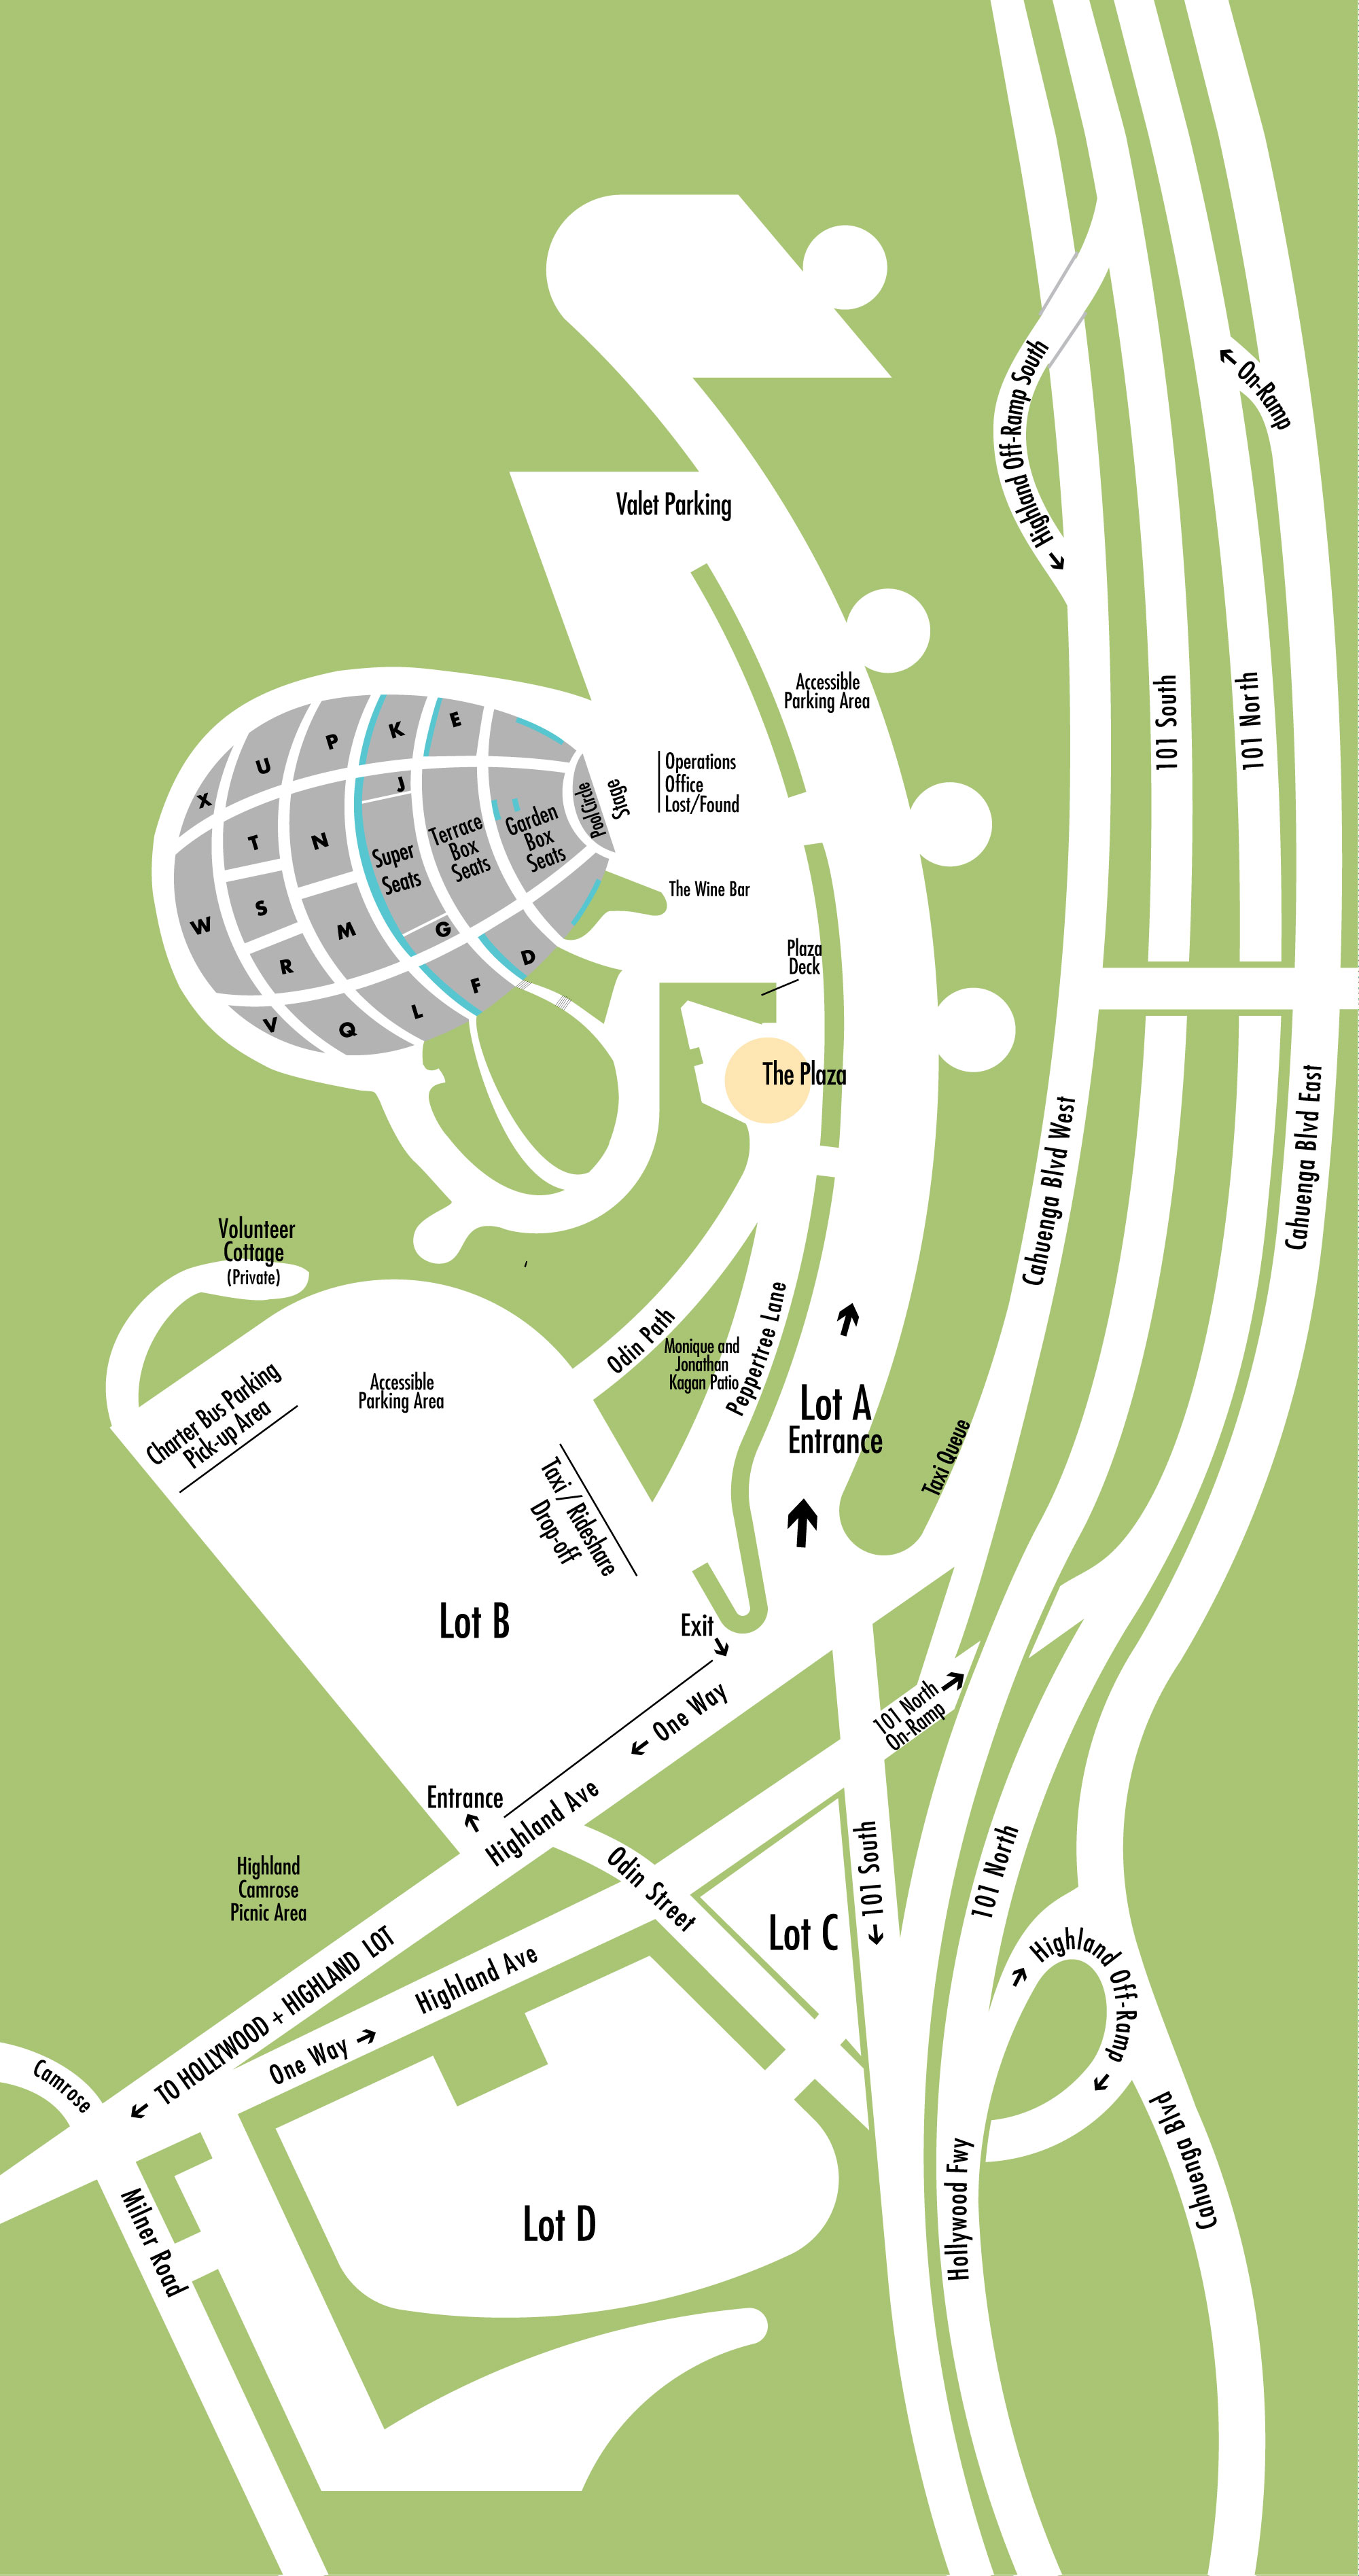 Highland Off-Ramp South
On-Ramp
Valet Parking
Accessible
Parking Area
101 South
101 North
E
K
P
U
X
J
Stage
Pool Circle
Operations
Office
Lost/Found
Garden
Box
Seats
Terrace
Box
Seats
Super
Seats
T
N
S
M
W
R
G
D
F
L
V
Q
The Wine Bar
Plaza
Deck
The Plaza
Cahuenga Blvd West
Cahuenga Blvd East
Volunteer
Cottage
(Private)
Odin Path
Monique and
Jonathan
Kagan Patio
Peppertree Lane
Charter Bus Parking
Pick-up Area
Accessible
Parking Area
Lot A
Entrance
Taxi Queue
Taxi / Rideshare
Drop-off
Lot B
Exit
One Way
101 North
On-Ramp
Entrance
Highland Ave
Odin Street
101 South
101 North
Highland
Camrose
Picnic Area
Lot C
TO HOLLYWOOD + HIGHLAND LOT
Highland Ave
One Way
Highland Off-Ramp
Camrose
Cahuenga Blvd
Milner Road
Lot D
Hollywood Fwy